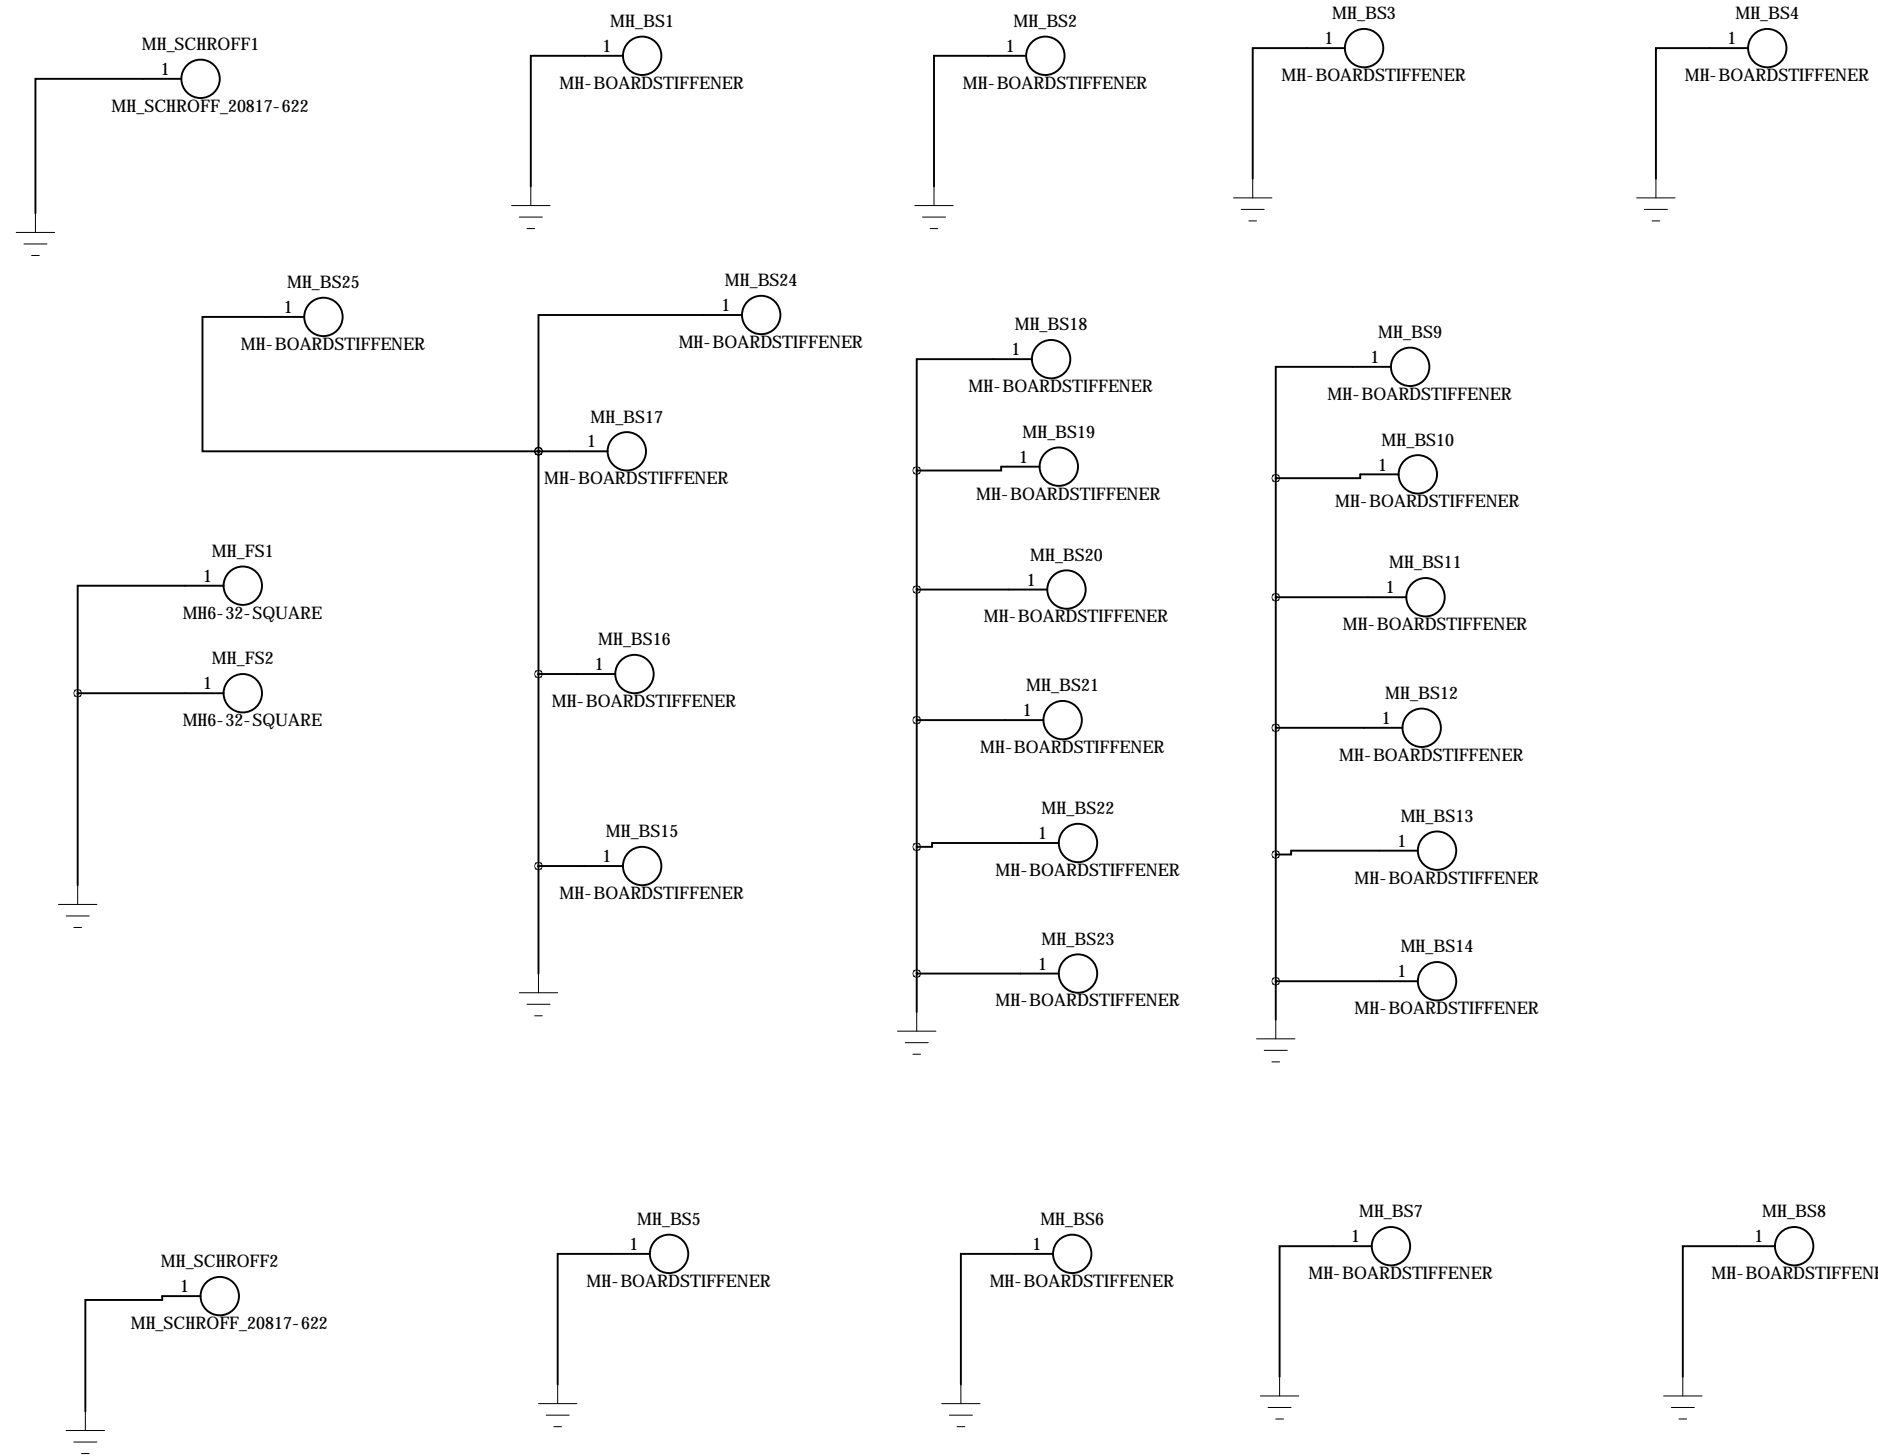 MH_SCHROFF1
1
MH_SCHROFF_20817-622
MH_BS1
1
MH-BOARDSTIFFENER
MH_BS2
1
MH-BOARDSTIFFENER
MH_BS3
1
MH-BOARDSTIFFENER
MH_BS4
1
MH-BOARDSTIFFENER
MH_BS25
1
MH-BOARDSTIFFENER
MH_BS24
1
MH-BOARDSTIFFENER
MH_BS17
1
MH-BOARDSTIFFENER
MH_BS16
1
MH-BOARDSTIFFENER
MH_BS15
1
MH-BOARDSTIFFENER
MH_FS1
1
MH6-32-SQUARE
MH_FS2
1
MH6-32-SQUARE
MH_BS18
1
MH-BOARDSTIFFENER
MH_BS19
1
MH-BOARDSTIFFENER
MH_BS20
1
MH-BOARDSTIFFENER
MH_BS21
1
MH-BOARDSTIFFENER
MH_BS22
1
MH-BOARDSTIFFENER
MH_BS23
1
MH-BOARDSTIFFENER
MH_BS9
1
MH-BOARDSTIFFENER
MH_BS10
1
MH-BOARDSTIFFENER
MH_BS11
1
MH-BOARDSTIFFENER
MH_BS12
1
MH-BOARDSTIFFENER
MH_BS13
1
MH-BOARDSTIFFENER
MH_BS14
1
MH-BOARDSTIFFENER
MH_SCHROFF2
1
MH_SCHROFF_20817-622
MH_BS5
1
MH-BOARDSTIFFENER
MH_BS6
1
MH-BOARDSTIFFENER
MH_BS7
1
MH-BOARDSTIFFENER
MH_BS8
1
MH-BOARDSTIFFEN